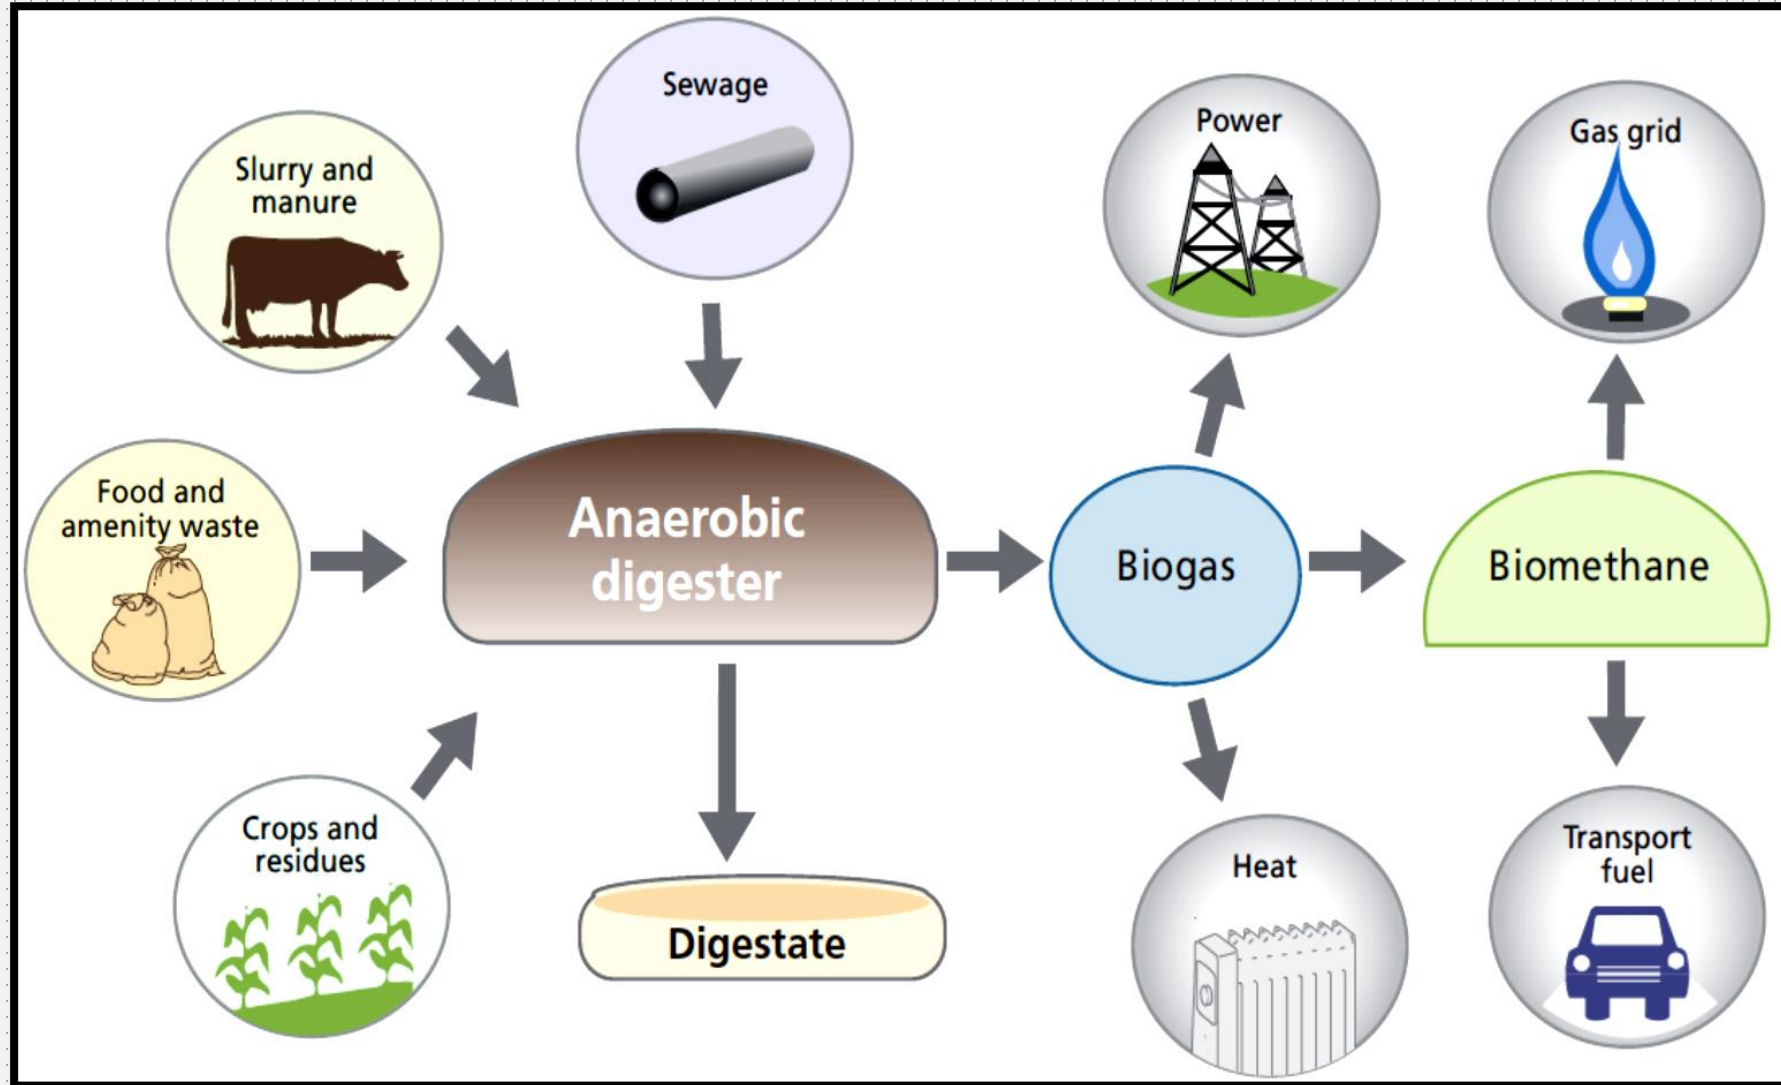 Sewage
Slurry and
manure
Food and
amenity waste
Crops and
residues
Anaerobic
digester
Digestate
Biogas
Power
Heat
Biomethane
Gas grid
Transport
fuel